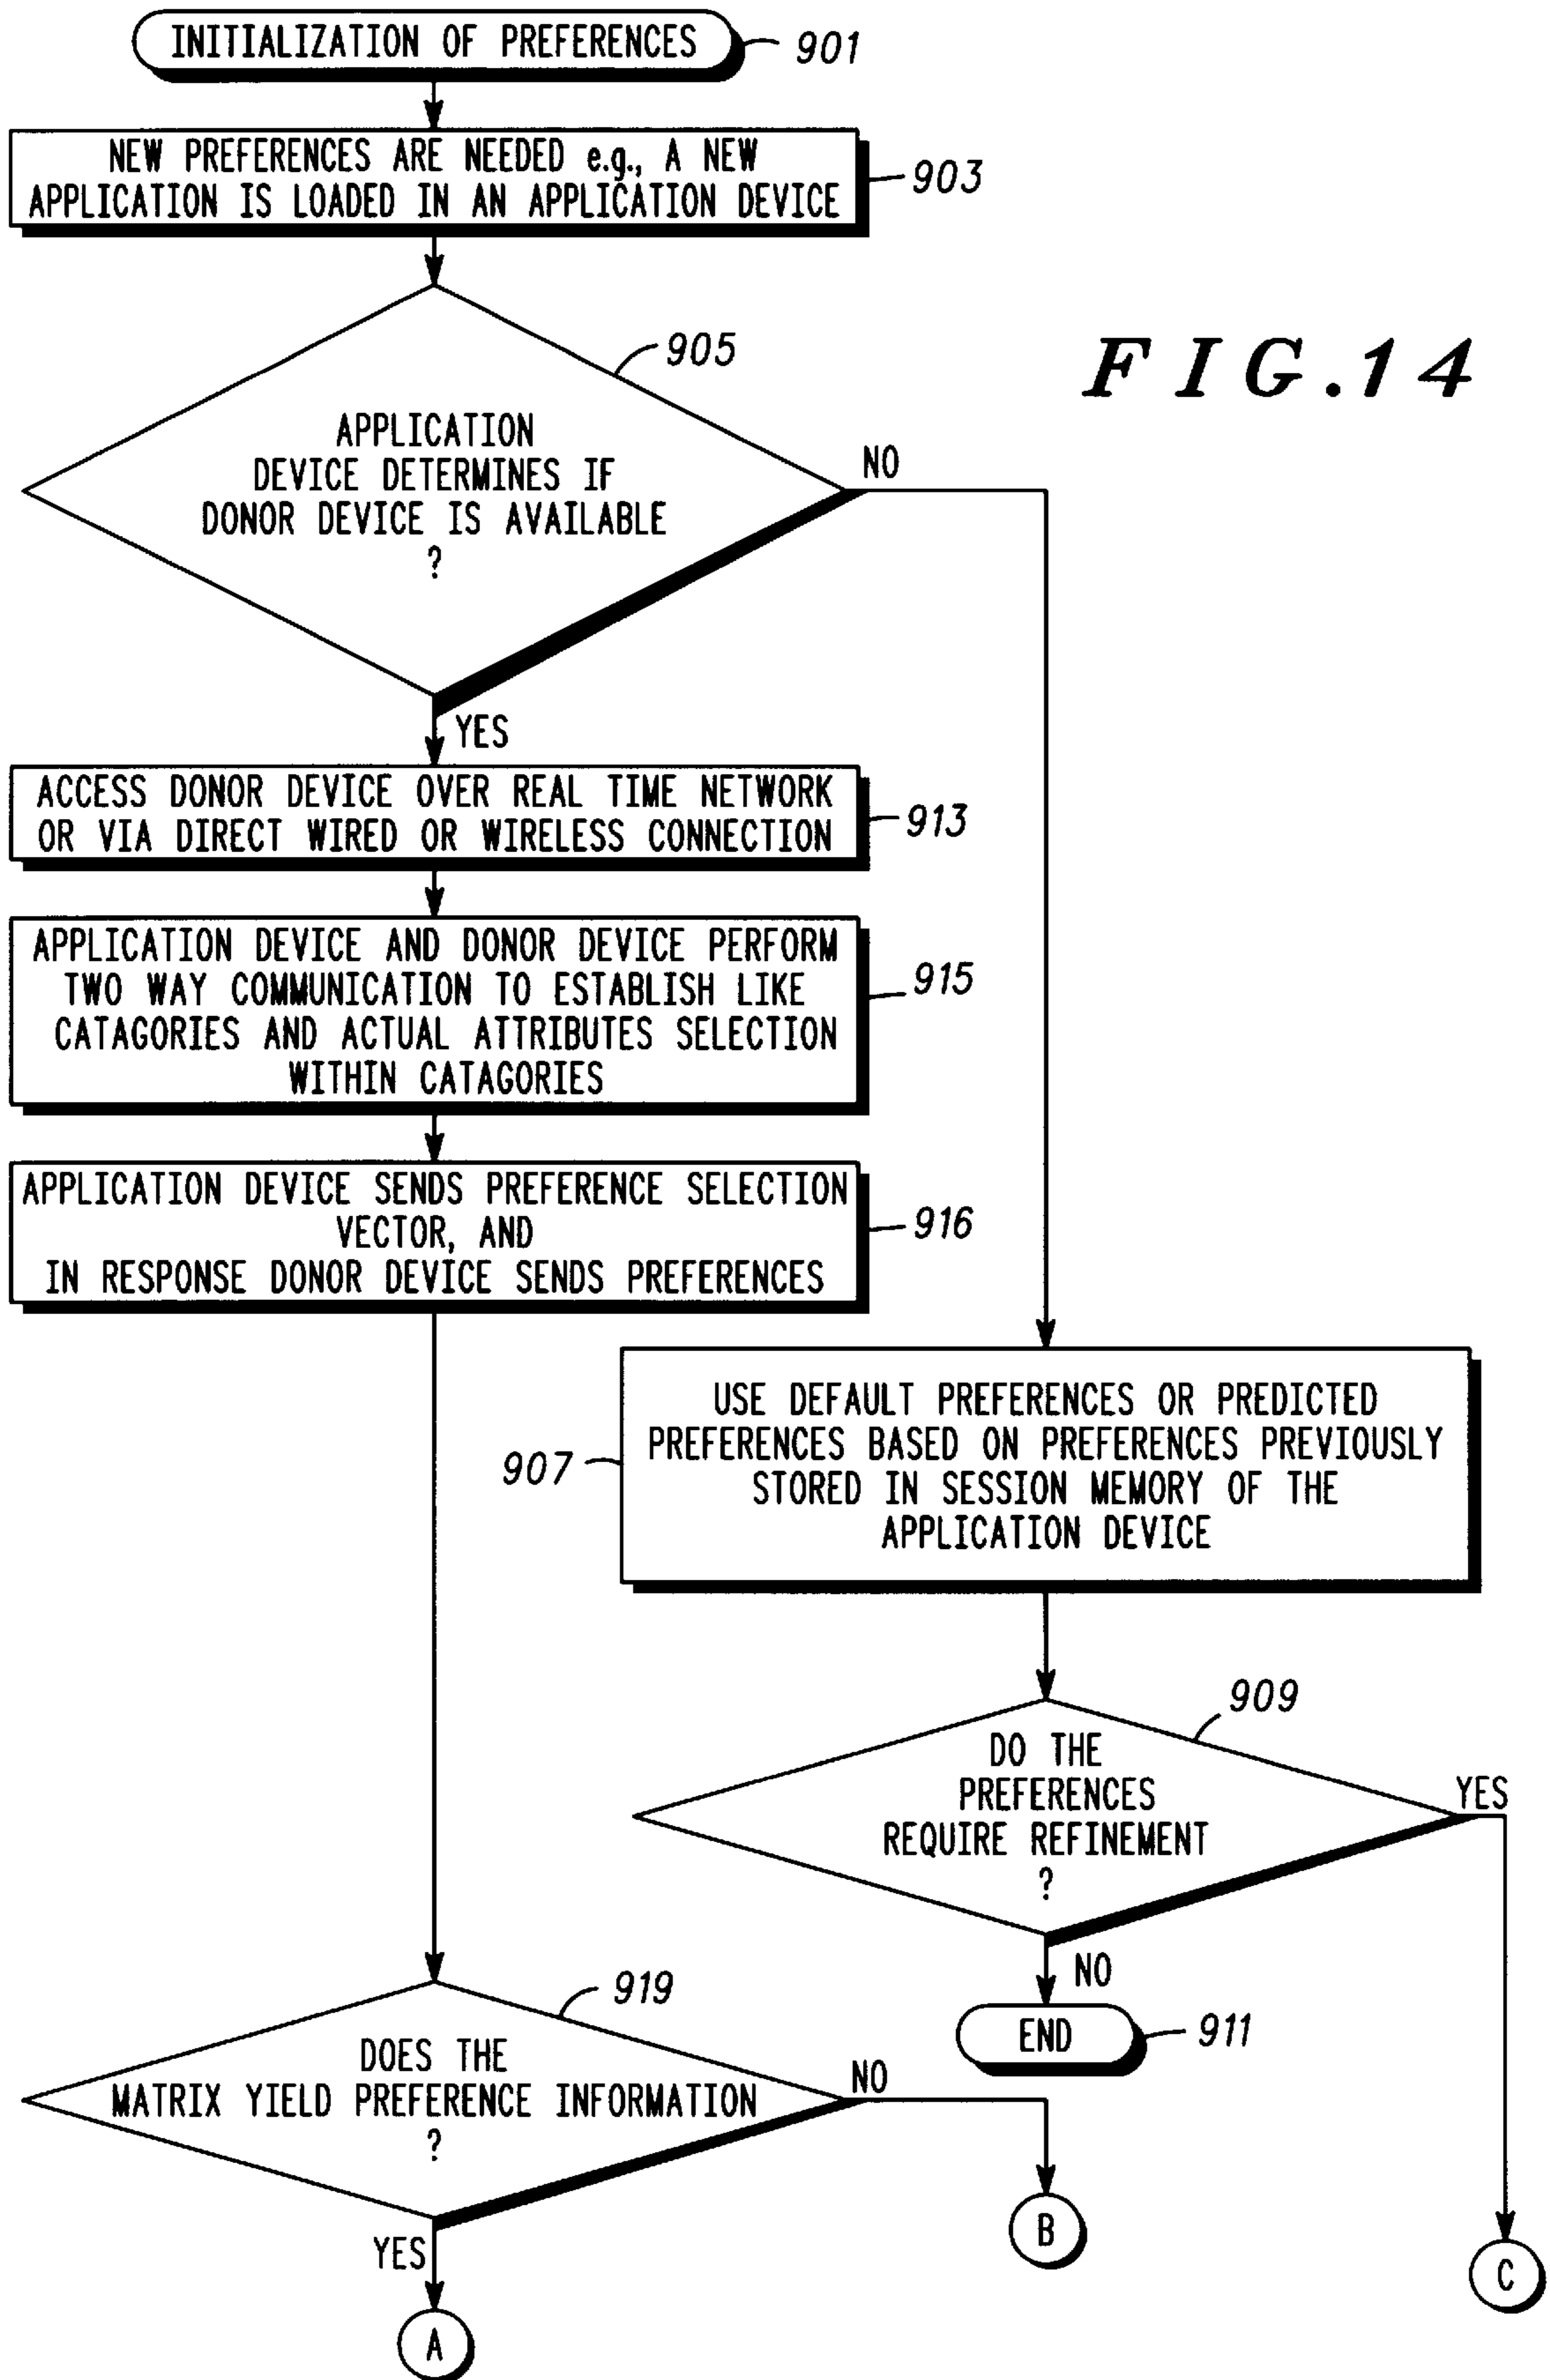 INITIALIZATION OF PREFERENCES
901
NEW PREFERENCES ARE NEEDED e.g., A NEW
APPLICATION IS LOADED IN AN APPLICATION DEVICE
903
FIG.14
905
APPLICATION
DEVICE DETERMINES IF
DONOR DEVICE IS AVAILABLE
?
NO
YES
ACCESS DONOR DEVICE OVER REAL TIME NETWORK
OR VIA DIRECT WIRED OR WIRELESS CONNECTION
913
APPLICATION DEVICE AND DONOR DEVICE PERFORM
TWO WAY COMMUNICATION TO ESTABLISH LIKE
CATAGORIES AND ACTUAL ATTRIBUTES SELECTION
WITHIN CATAGORIES
915
APPLICATION DEVICE SENDS PREFERENCE SELECTION
VECTOR, AND
IN RESPONSE DONOR DEVICE SENDS PREFERENCES
916
USE DEFAULT PREFERENCES OR PREDICTED
PREFERENCES BASED ON PREFERENCES PREVIOUSLY
STORED IN SESSION MEMORY OF THE
APPLICATION DEVICE
907
909
DO THE
PREFERENCES
REQUIRE REFINEMENT
?
YES
NO
END
911
919
DOES THE
MATRIX YIELD PREFERENCE INFORMATION
?
NO
YES
B
C
A